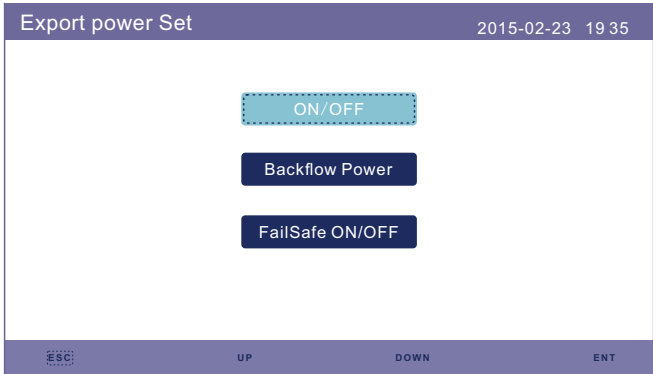 Export power Set
2015-02-23 19 35
ON/OFF
Backflow Power
FailSafe ON/OFF
ESC UP DOWN ENT